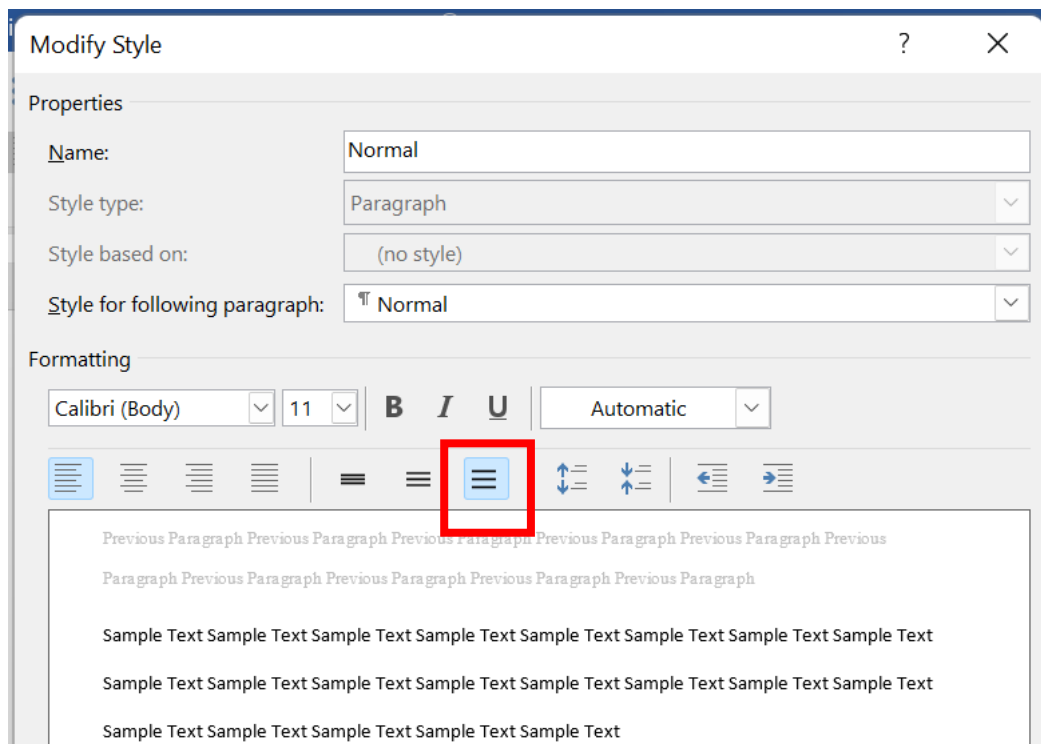 Modify Style ?
Properties
Name: Normal
Style type: Paragraph
Style based on: (no style)
Style for following paragraph: ¶ Normal
Formatting
Calibri (Body) 11 B I U Automatic
Previous Paragraph Previous Paragraph Previous Paragraph Previous Paragraph Previous Paragraph Previous
Paragraph Previous Paragraph Previous Paragraph Previous Paragraph Previous Paragraph
Sample Text Sample Text Sample Text Sample Text Sample Text Sample Text Sample Text Sample Text
Sample Text Sample Text Sample Text Sample Text Sample Text Sample Text Sample Text Sample Text
Sample Text Sample Text Sample Text Sample Text Sample Text